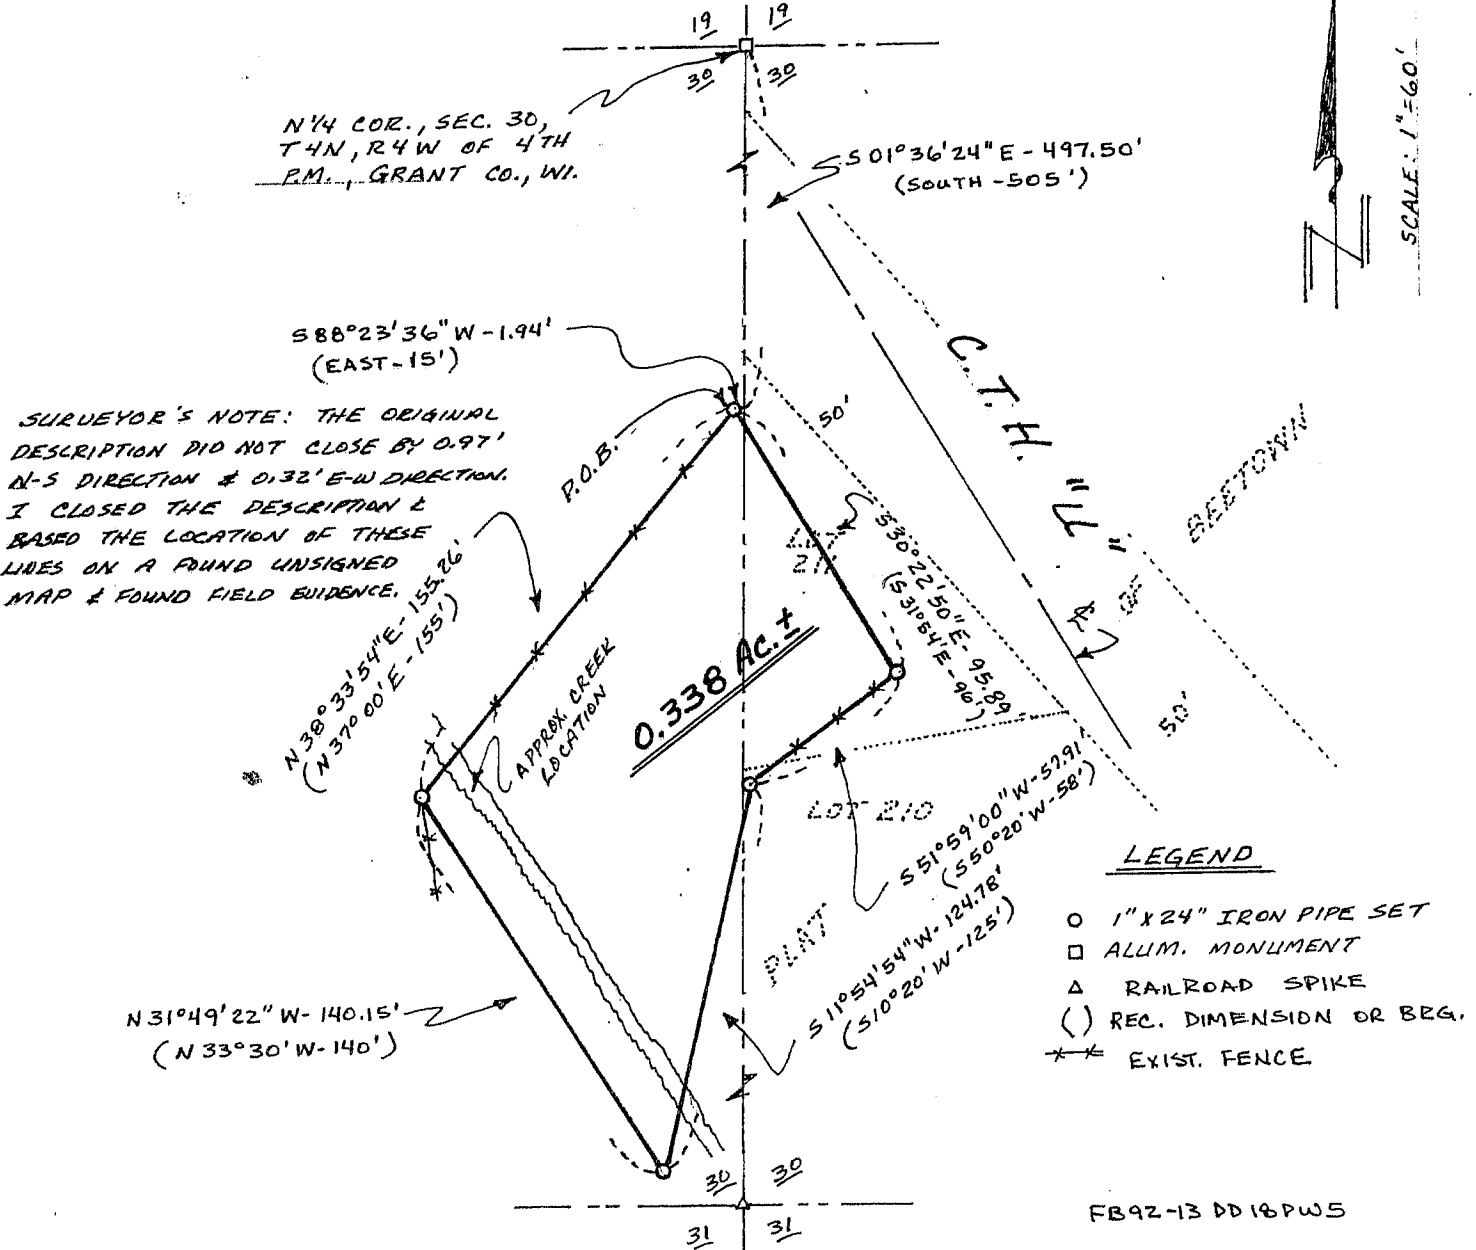 19 19
30 30
N 1/4 COR., SEC. 30,
T4N, R4W OF 4TH
P.M., GRANT CO., WI.
S01°36'24"E - 497.50'
(SOUTH - 505')
SCALE: 1"=60'
S88°23'36"W - 1.94'
(EAST - 15')
SURVEYOR'S NOTE: THE ORIGINAL
DESCRIPTION DID NOT CLOSE BY 0.97'
N-S DIRECTION & 0.32' E-W DIRECTION.
I CLOSED THE DESCRIPTION &
BASED THE LOCATION OF THESE
LINES ON A FOUND UNSIGNED
MAP & FOUND FIELD EVIDENCE.
P.O.B.
50'
C.T.H. "U"
BEETOWN
OF
50'
S30°22'50"E - 95.89
(S31°54'E - 96')
N38°33'54"E - 155.26'
(N37°00'E - 155')
APPROX. CREEK
LOCATION
0.338 Ac.±
LOT 210
PLAT
S51°59'00"W - 57.91'
(S50°20'W - 58')
S11°54'54"W - 124.78'
(S10°20'W - 125')
N31°49'22"W - 140.15'
(N33°30'W - 140')
LEGEND
1" X 24" IRON PIPE SET
ALUM. MONUMENT
RAILROAD SPIKE
( ) REC. DIMENSION OR BRG.
EXIST. FENCE
30 30
31 31
FB92-13 DD18PW5